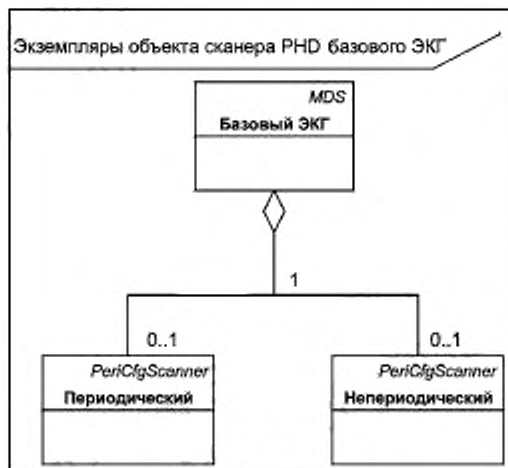 Экземпляры объекта сканера PHD базового ЭКГ
MDS
Базовый ЭКГ
1
0..1
0..1
PeriCfgScanner
Периодический
PeriCfgScanner
Непериодический